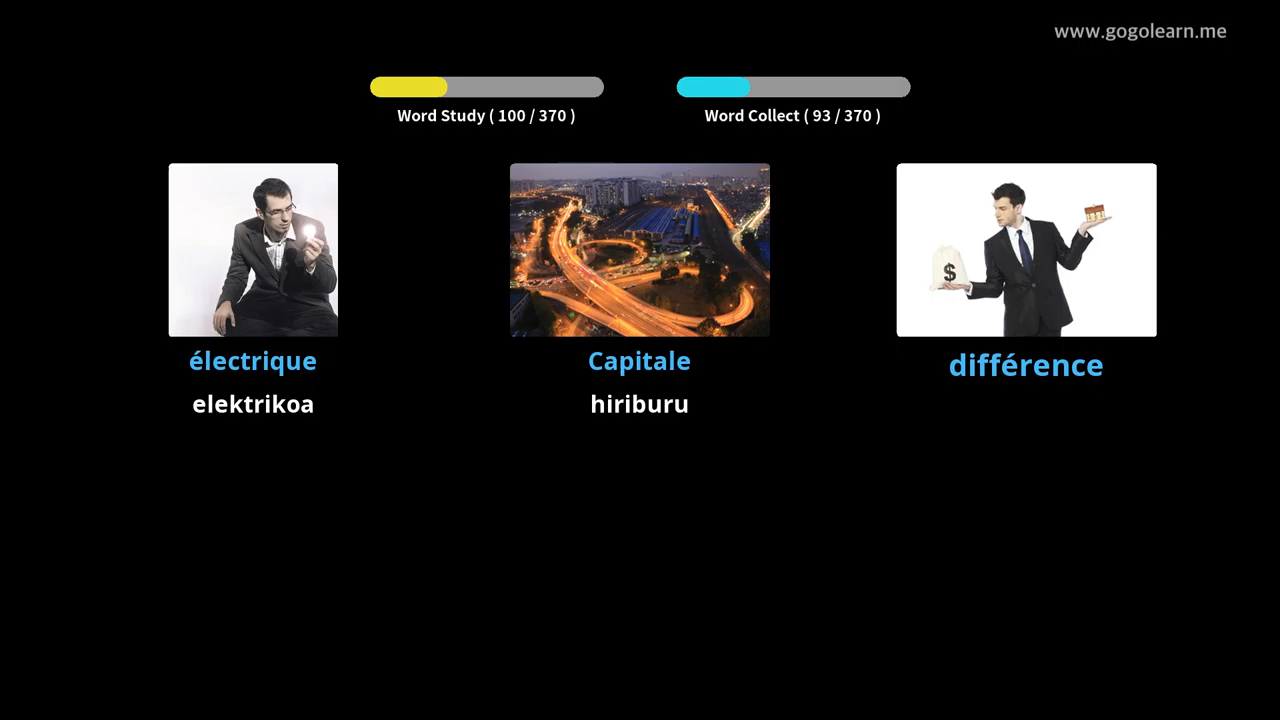 www.gogolearn.me
Word Study ( 100 / 370 )
Word Collect ( 93 / 370 )
électrique
Capitale
différence
elektrikoa
hiriburu
$